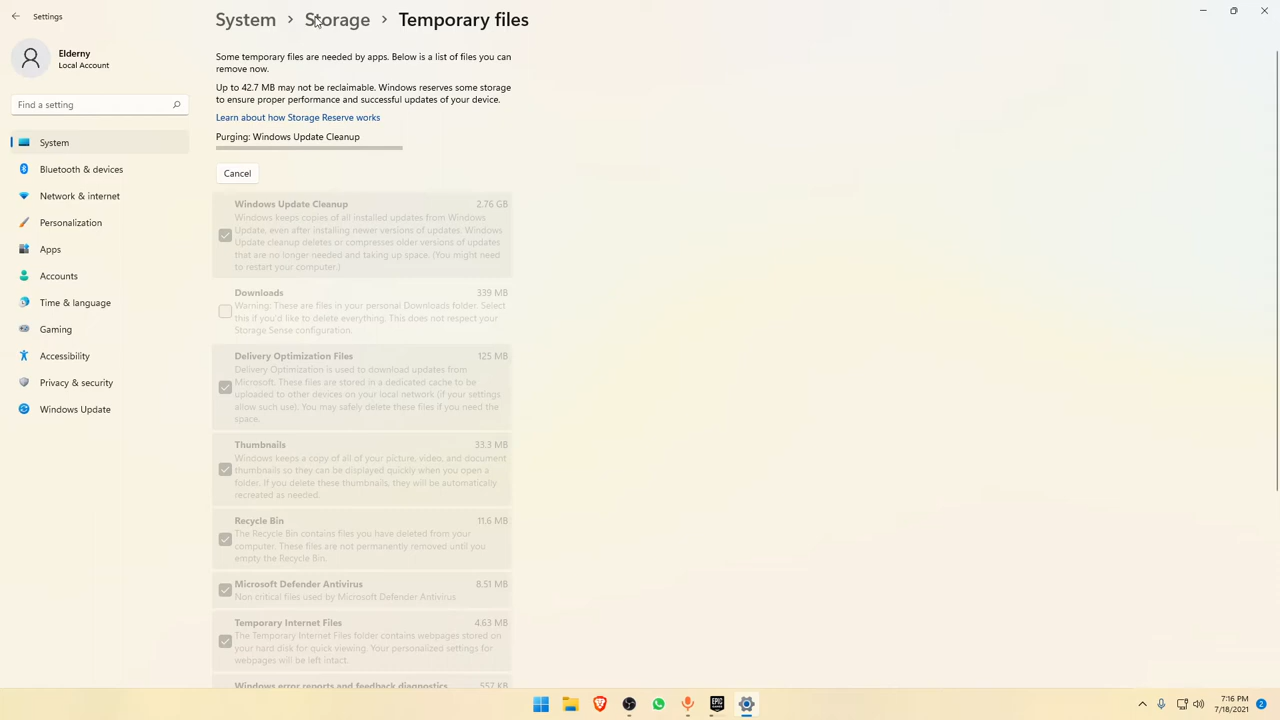 Settings
System > Storage > Temporary files
Elderny
Local Account
Find a setting
System
Bluetooth & devices
Network & internet
Personalization
Apps
Accounts
Time & language
Gaming
Accessibility
Privacy & security
Windows Update
Some temporary files are needed by apps. Below is a list of files you can
remove now.
Up to 42.7 MB may not be reclaimable. Windows reserves some storage
to ensure proper performance and successful updates of your device.
Learn about how Storage Reserve works
Purging: Windows Update Cleanup
Cancel
Windows Update Cleanup 2.76 GB
Windows keeps copies of all installed updates from Windows
Update, even after installing newer versions of updates. Windows
Update cleanup deletes or compresses older versions of updates
that are no longer needed and taking up space. (You might need
to restart your computer.)
Downloads 339 MB
Warning: These are files in your personal Downloads folder. Select
this if you'd like to delete everything. This does not respect your
Storage Sense configuration.
Delivery Optimization Files 125 MB
Delivery Optimization is used to download updates from
Microsoft. These files are stored in a dedicated cache to be
uploaded to other devices on your local network (if your settings
allow such use). You may safely delete these files if you need the
space.
Thumbnails 33.3 MB
Windows keeps a copy of all of your picture, video, and document
thumbnails so they can be displayed quickly when you open a
folder. If you delete these thumbnails, they will be automatically
recreated as needed.
Recycle Bin 11.6 MB
The Recycle Bin contains files you have deleted from your
computer. These files are not permanently removed until you
empty the Recycle Bin.
Microsoft Defender Antivirus 8.51 MB
Non critical files used by Microsoft Defender Antivirus
Temporary Internet Files 4.63 MB
The Temporary Internet Files folder contains webpages stored on
your hard disk for quick viewing. Your personalized settings for
webpages will be left intact.
Windows error reports and feedback diagnostics 557 KB
EPIC
7:16 PM
7/18/2021
2